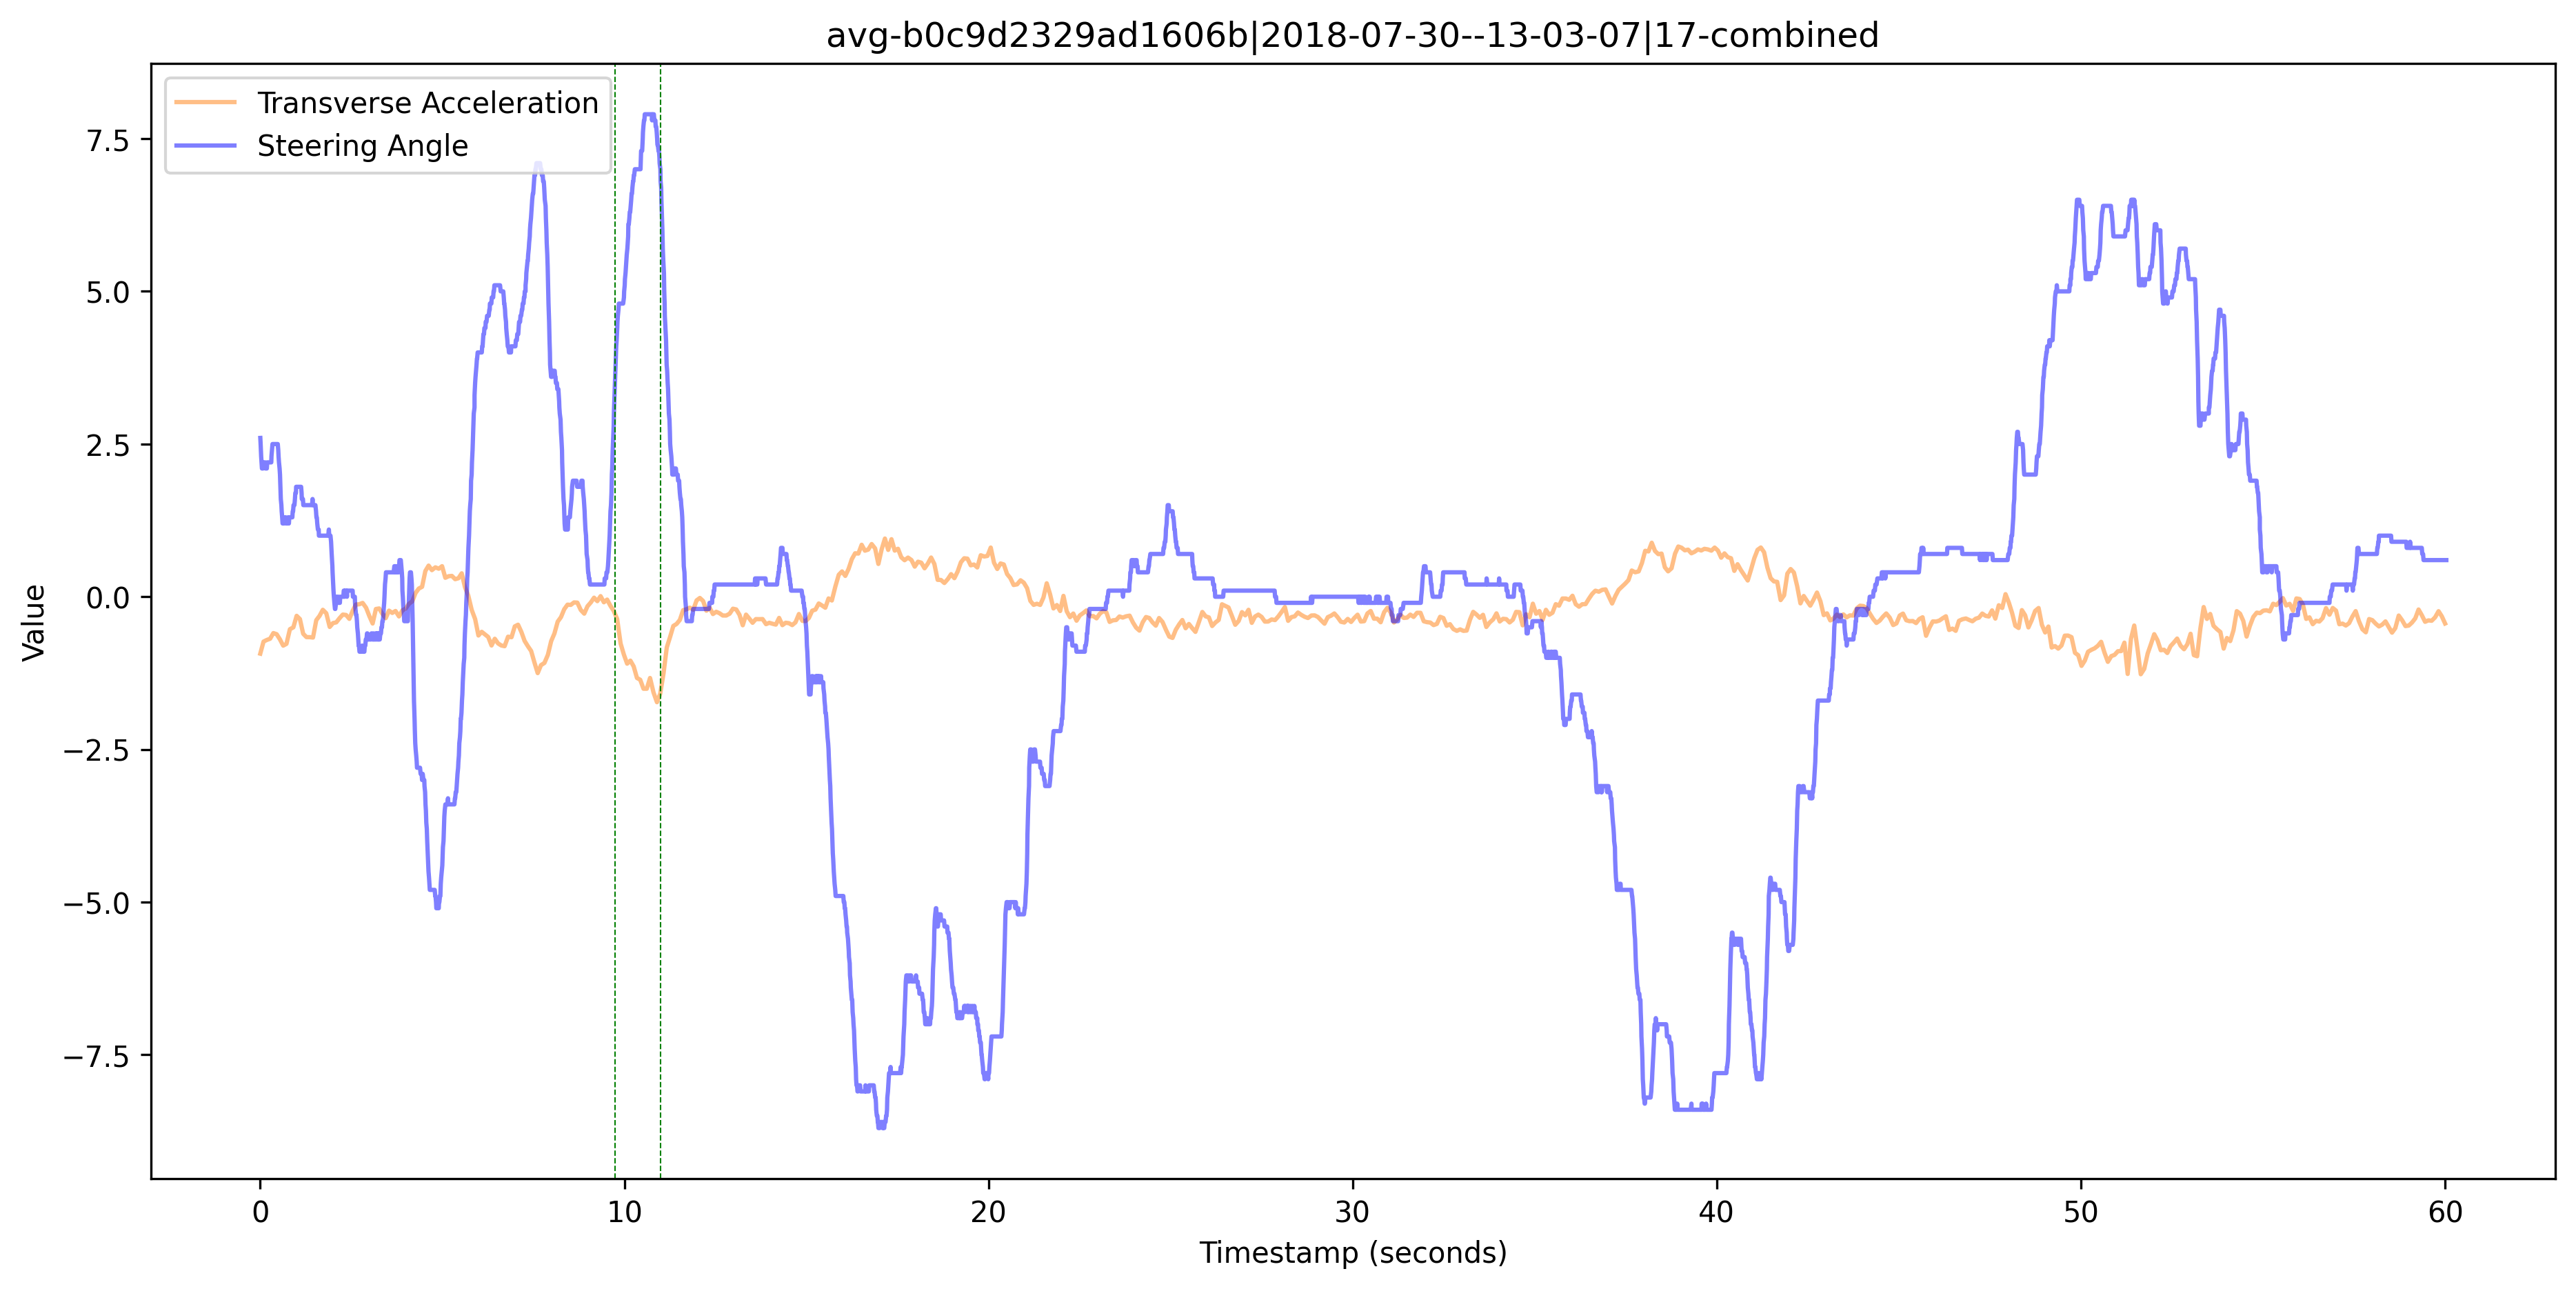 avg-b0c9d2329ad1606b|2018-07-30--13-03-07|17-combined
Transverse Acceleration
Steering Angle
Value
7.5
5.0
2.5
0.0
−2.5
−5.0
−7.5
0 10 20 30 40 50 60
Timestamp (seconds)